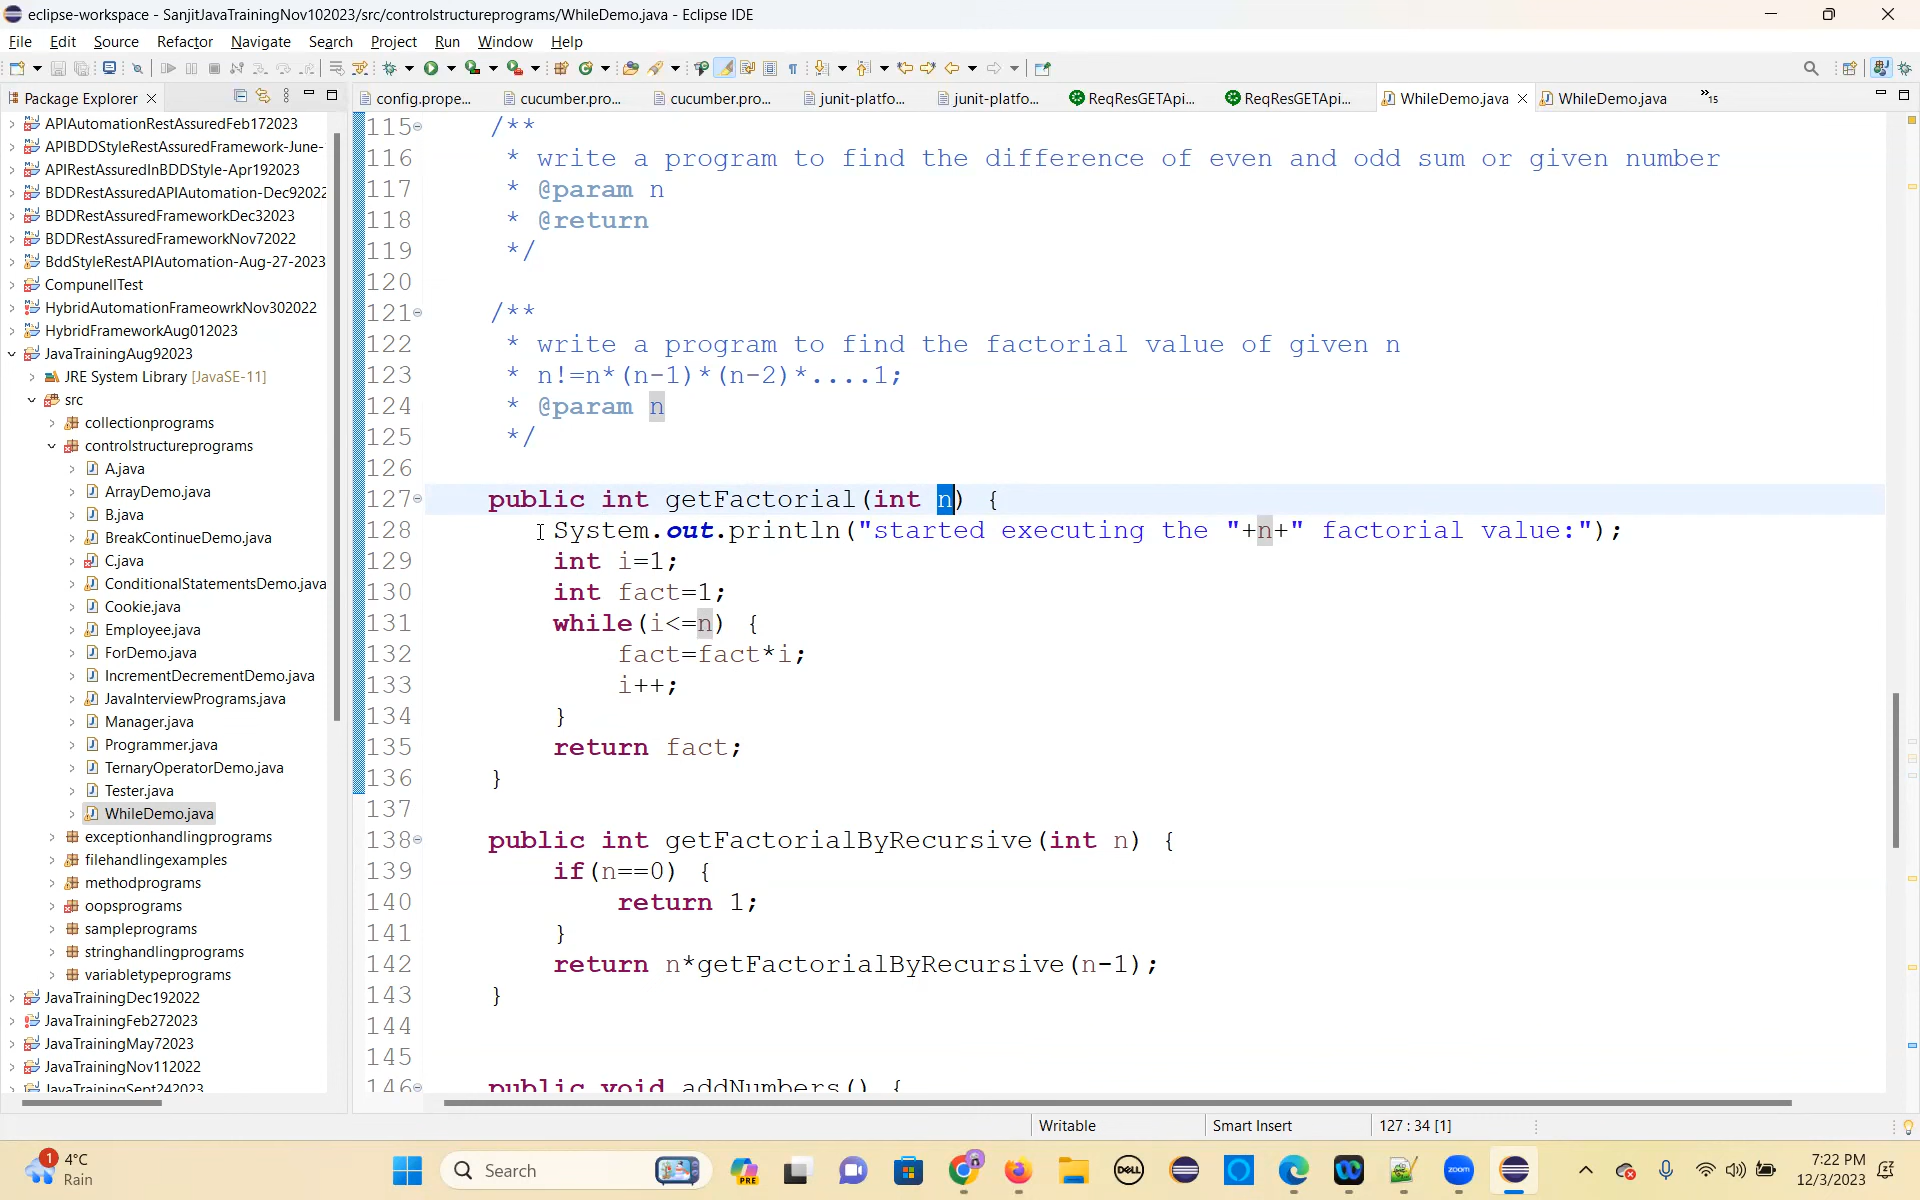 eclipse-workspace - SanjitJavaTrainingNov102023/src/controlstructureprograms/WhileDemo.java - Eclipse IDE
File Edit Source Refactor Navigate Search Project Run Window Help
Package Explorer
config.prope...
cucumber.pro...
cucumber.pro...
junit-platfo...
junit-platfo...
ReqResGETApi...
ReqResGETApi...
WhileDemo.java
WhileDemo.java
»15
APIAutomationRestAssuredFeb172023
APIBDDStyleRestAssuredFramework-June-
APIRestAssuredInBDDStyle-Apr192023
BDDRestAssuredAPIAutomation-Dec92022
BDDRestAssuredFrameworkDec32023
BDDRestAssuredFrameworkNov72022
BddStyleRestAPIAutomation-Aug-27-2023
CompunellTest
HybridAutomationFrameowrkNov302022
HybridFrameworkAug012023
JavaTrainingAug92023
JRE System Library [JavaSE-11]
src
collectionprograms
controlstructureprograms
A.java
ArrayDemo.java
B.java
BreakContinueDemo.java
C.java
ConditionalStatementsDemo.java
Cookie.java
Employee.java
ForDemo.java
IncrementDecrementDemo.java
JavaInterviewPrograms.java
Manager.java
Programmer.java
TernaryOperatorDemo.java
Tester.java
WhileDemo.java
exceptionhandlingprograms
filehandlingexamples
methodprograms
oopsprograms
sampleprograms
stringhandlingprograms
variabletypeprograms
JavaTrainingDec192022
JavaTrainingFeb272023
JavaTrainingMay72023
JavaTrainingNov112022
JavaTrainingSept242023
115 /**
116 * write a program to find the difference of even and odd sum or given number
117 * @param n
118 * @return
119 */
120
121 /**
122 * write a program to find the factorial value of given n
123 * n!=n*(n-1)*(n-2)*....1;
124 * @param n
125 */
126
127 public int getFactorial(int n) {
128 System.out.println("started executing the "+n+" factorial value:");
129 int i=1;
130 int fact=1;
131 while(i<=n) {
132 fact=fact*i;
133 i++;
134 }
135 return fact;
136 }
137
138 public int getFactorialByRecursive(int n) {
139 if(n==0) {
140 return 1;
141 }
142 return n*getFactorialByRecursive(n-1);
143 }
144
145
146 public void addNumbers() {
Writable
Smart Insert
127 : 34 [1]
1
4°C
Rain
Search
PRE
DELL
zoom
7:22 PM
12/3/2023